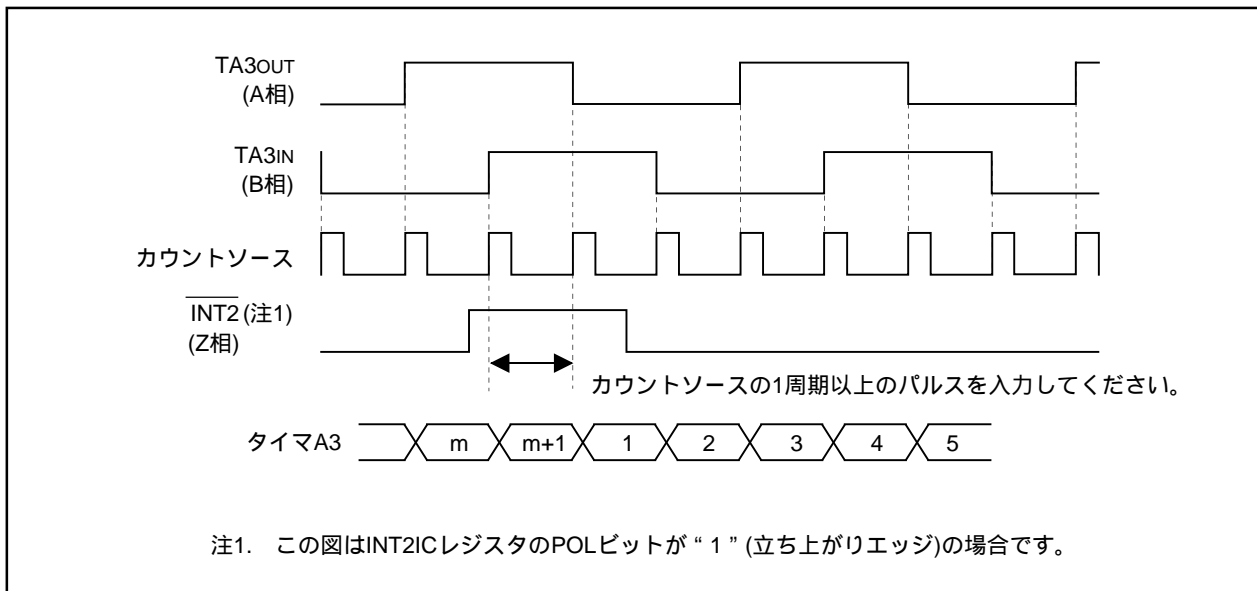 TA3OUT
(A相)
TA3IN
(B相)
カウントソース
INT2 (注1)
(Z相)
カウントソースの1周期以上のパルスを入力してください。
タイマA3 m m+1 1 2 3 4 5
注1. この図はINT2ICレジスタのPOLビットが“ 1 ” (立ち上がりエッジ)の場合です。